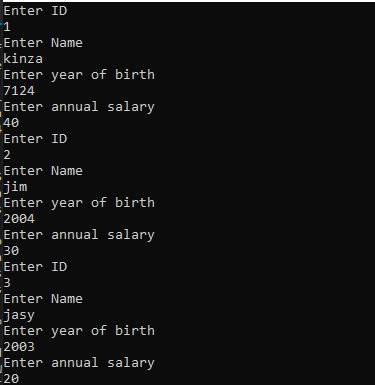 Enter ID
1
Enter Name
kinza
Enter year of birth
7124
Enter annual salary
40
Enter ID
2
Enter Name
jim
Enter year of birth
2004
Enter annual salary
30
Enter ID
3
Enter Name
jasy
Enter year of birth
2003
Enter annual salary
20